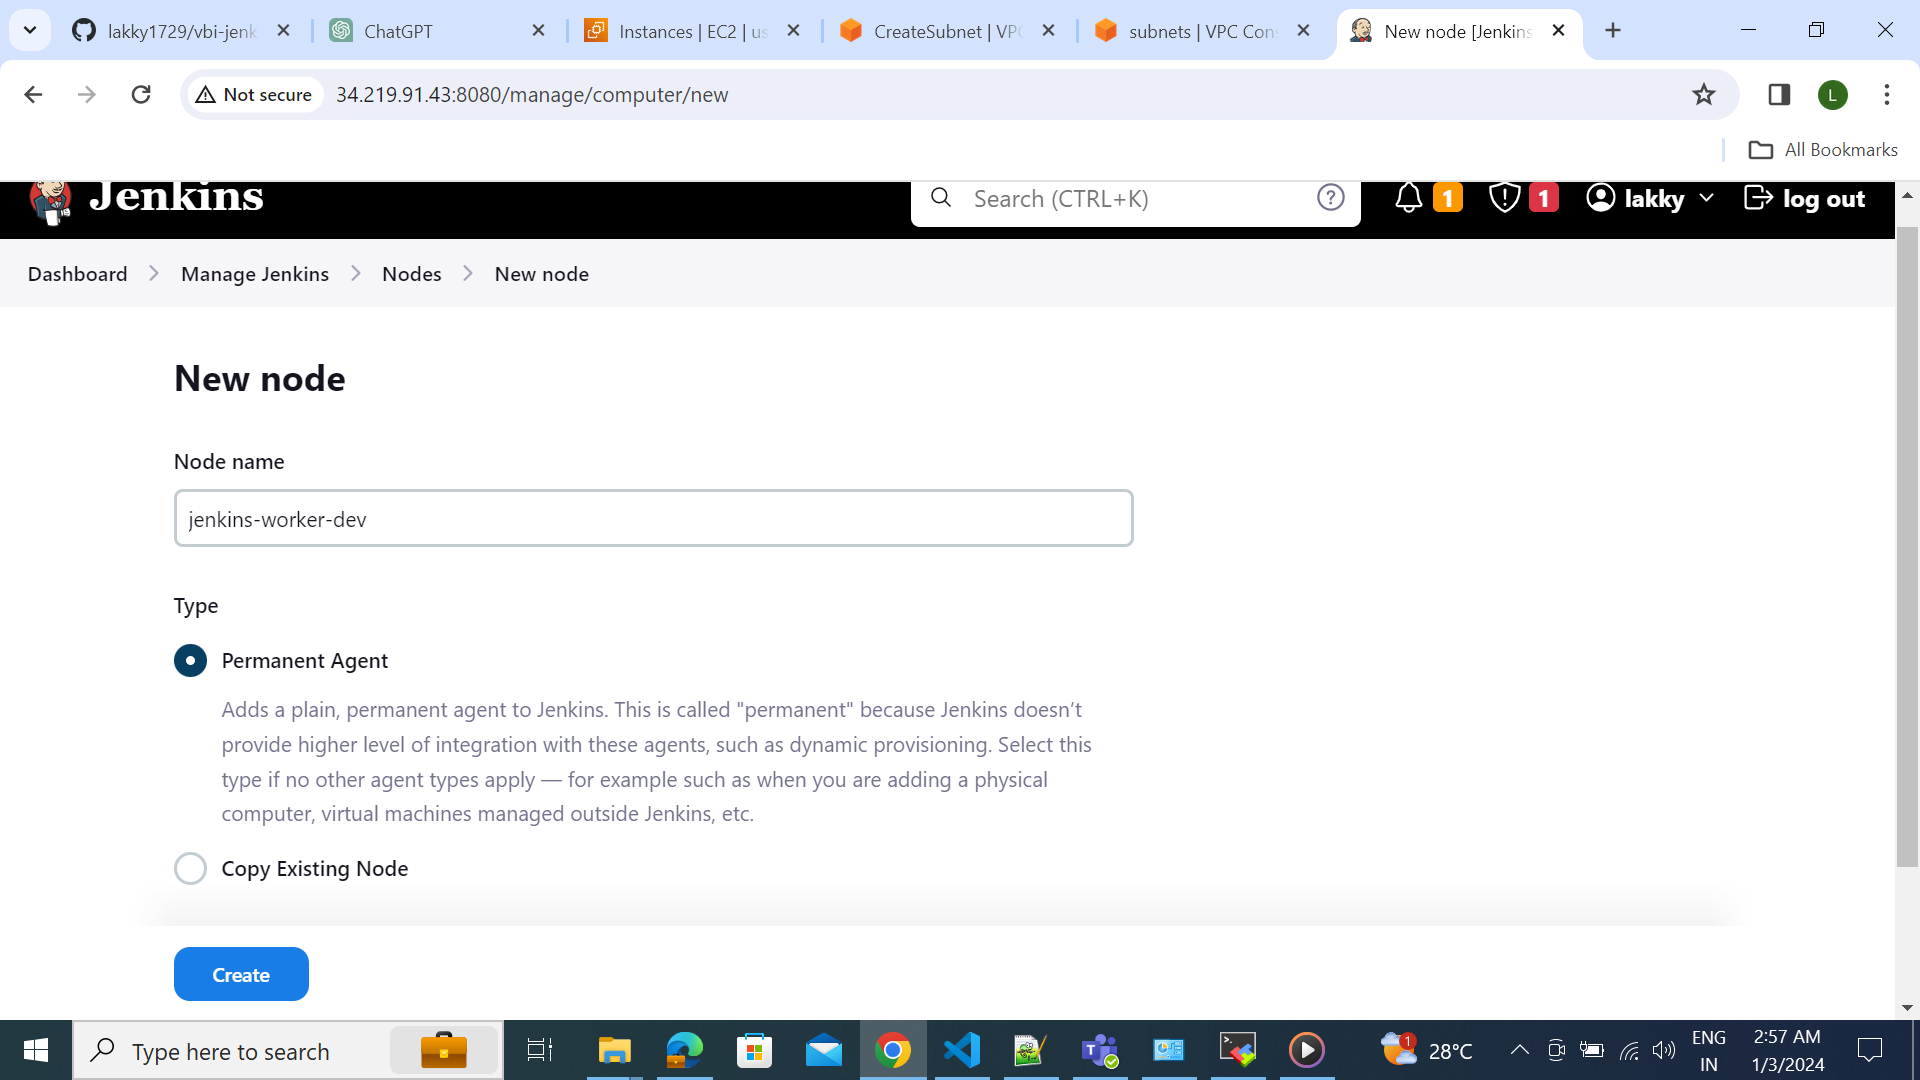 lakky1729/vbi-jenk
ChatGPT
Instances | EC2 | us
CreateSubnet | VPC
subnets | VPC Cons
New node [Jenkins
Not secure
34.219.91.43:8080/manage/computer/new
L
All Bookmarks
Jenkins
Search (CTRL+K)
?
1
1
lakky
log out
Dashboard
Manage Jenkins
Nodes
New node
New node
Node name
jenkins-worker-dev
Type
Permanent Agent
Adds a plain, permanent agent to Jenkins. This is called "permanent" because Jenkins doesn’t
provide higher level of integration with these agents, such as dynamic provisioning. Select this
type if no other agent types apply — for example such as when you are adding a physical
computer, virtual machines managed outside Jenkins, etc.
Copy Existing Node
Create
Type here to search
1
28°C
ENG
IN
2:57 AM
1/3/2024